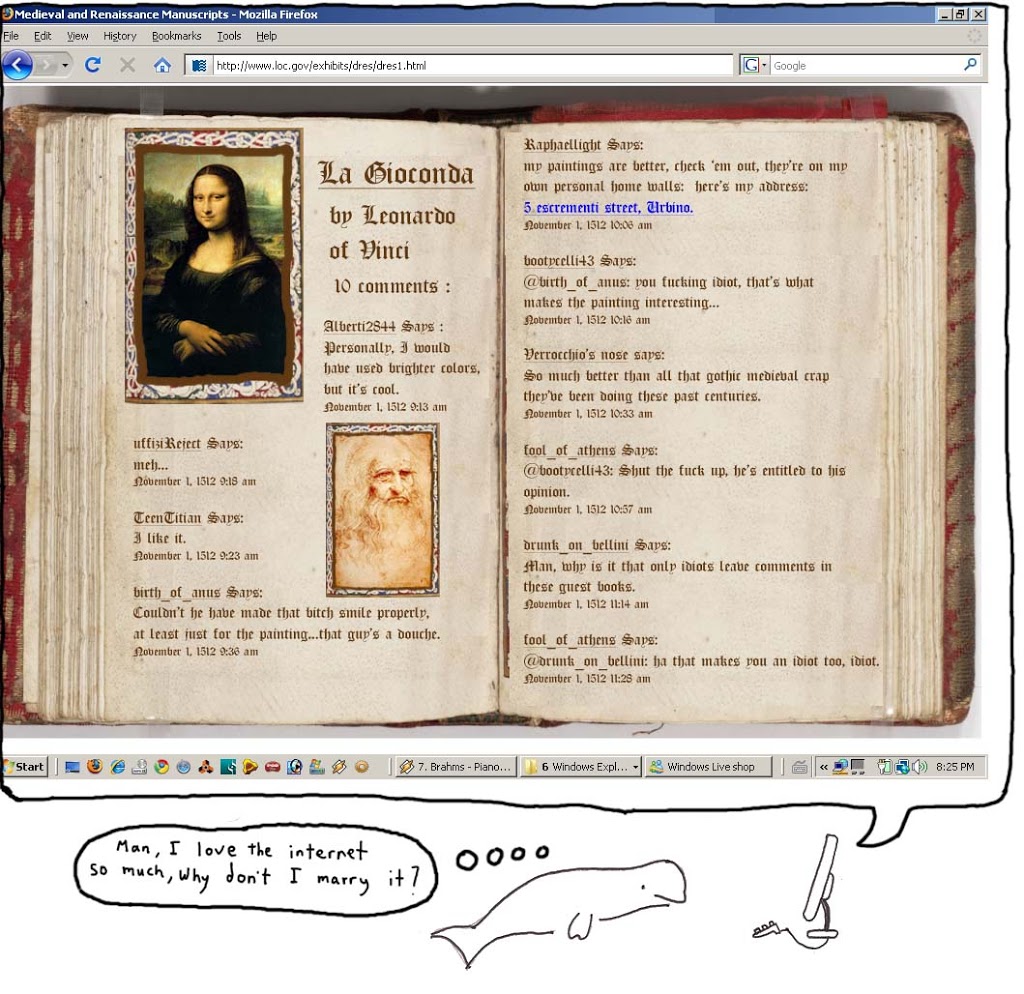 Medieval and Renaissance Manuscripts - Mozilla Firefox
File Edit View History Bookmarks Tools Help
http://www.loc.gov/exhibits/dres/dres1.html
G Google
La Gioconda
by Leonardo
of Vinci
10 comments :
Alberti2844 Says :
Personally, I would
have used brighter colors,
but it's cool.
November 1, 1512 9:13 am
uffiziReject Says:
meh...
November 1, 1512 9:18 am
TeenTitian Says:
I like it.
November 1, 1512 9:23 am
birth_of_anus Says:
Couldn't he have made that bitch smile properly,
at least just for the painting...that guy's a douche.
November 1, 1512 9:36 am
Raphaellight Says:
my paintings are better, check 'em out, they're on my
own personal home walls: here's my address:
5 escrementi street, Urbino.
November 1, 1512 10:06 am
bootycelli43 Says:
@birth_of_anus: you fucking idiot, that's what
makes the painting interesting...
November 1, 1512 10:16 am
Verrocchio's nose says:
So much better than all that gothic medieval crap
they've been doing these past centuries.
November 1, 1512 10:33 am
fool_of_athens Says:
@bootycelli43: Shut the fuck up, he's entitled to his
opinion.
November 1, 1512 10:57 am
drunk_on_bellini Says:
Man, why is it that only idiots leave comments in
these guest books.
November 1, 1512 11:14 am
fool_of_athens Says:
@drunk_on_bellini: ha that makes you an idiot too, idiot.
November 1, 1512 11:28 am
Start 7. Brahms - Piano... 6 Windows Expl... Windows Live shop « 8:25 PM
Man, I love the internet
so much, why don't I marry it?